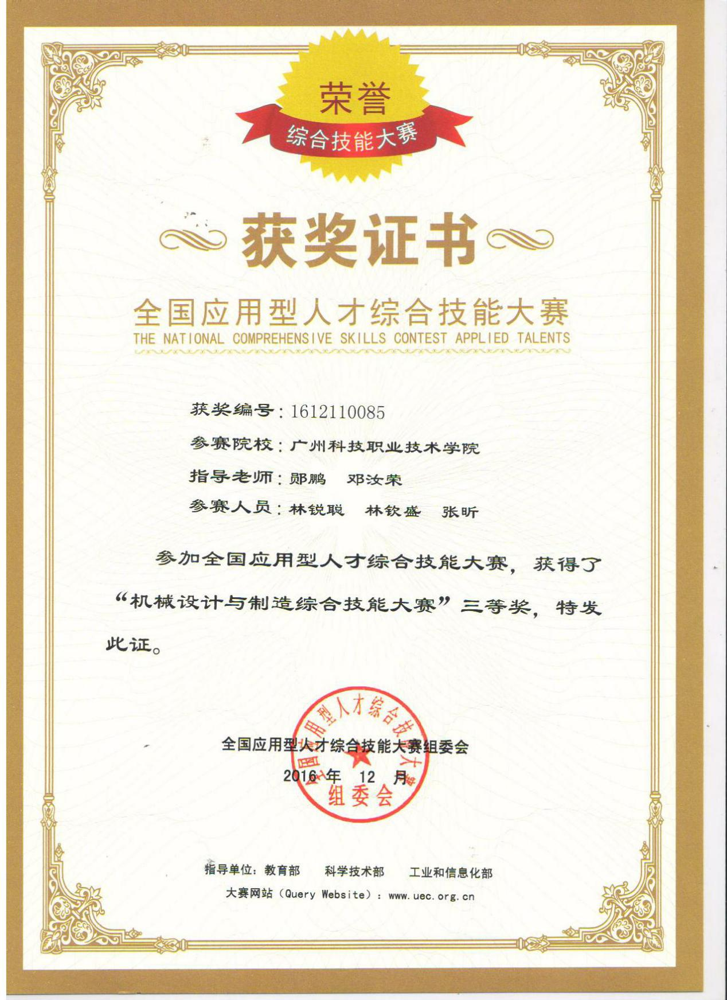 荣誉
综合技能大赛
获奖证书
全国应用型人才综合技能大赛
THE NATIONAL COMPREHENSIVE SKILLS CONTEST APPLIED TALENTS
获奖编号：1612110085
参赛院校：广州科技职业技术学院
指导老师：郧鹏 邓汝荣
参赛人员：林锐聪 林钦盛 张昕
参加全国应用型人才综合技能大赛，获得了
“机械设计与制造综合技能大赛”三等奖，特发
此证。
全国应用型人才综合技能大赛
全国应用型人才综合技能大赛组委会
2016 年 12 月
组委会
指导单位：教育部 科学技术部 工业和信息化部
大赛网站（Query Website）：www.uec.org.cn